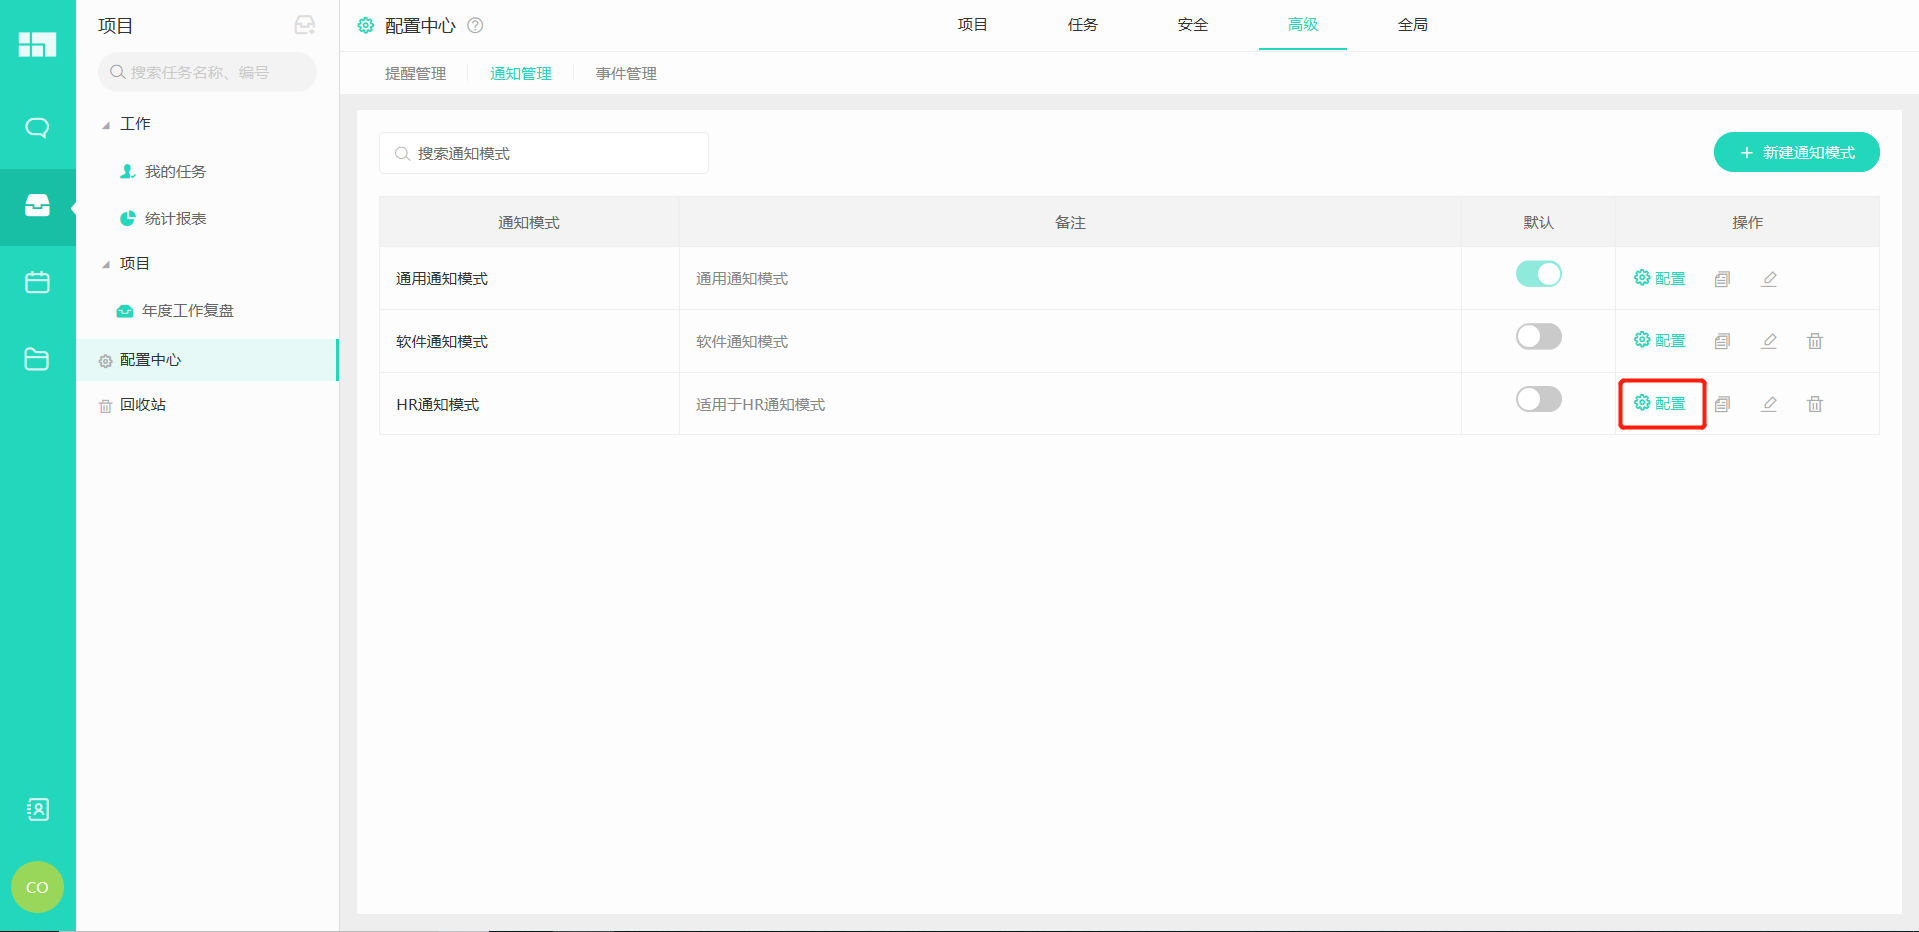 项目
搜索任务名称、编号
工作
我的任务
统计报表
项目
年度工作复盘
配置中心
回收站
CO
配置中心 ?
项目 任务 安全 高级 全局
提醒管理 通知管理 事件管理
搜索通知模式
+ 新建通知模式
通知模式 备注 默认 操作
通用通知模式 通用通知模式 配置
软件通知模式 软件通知模式 配置
HR通知模式 适用于HR通知模式 配置